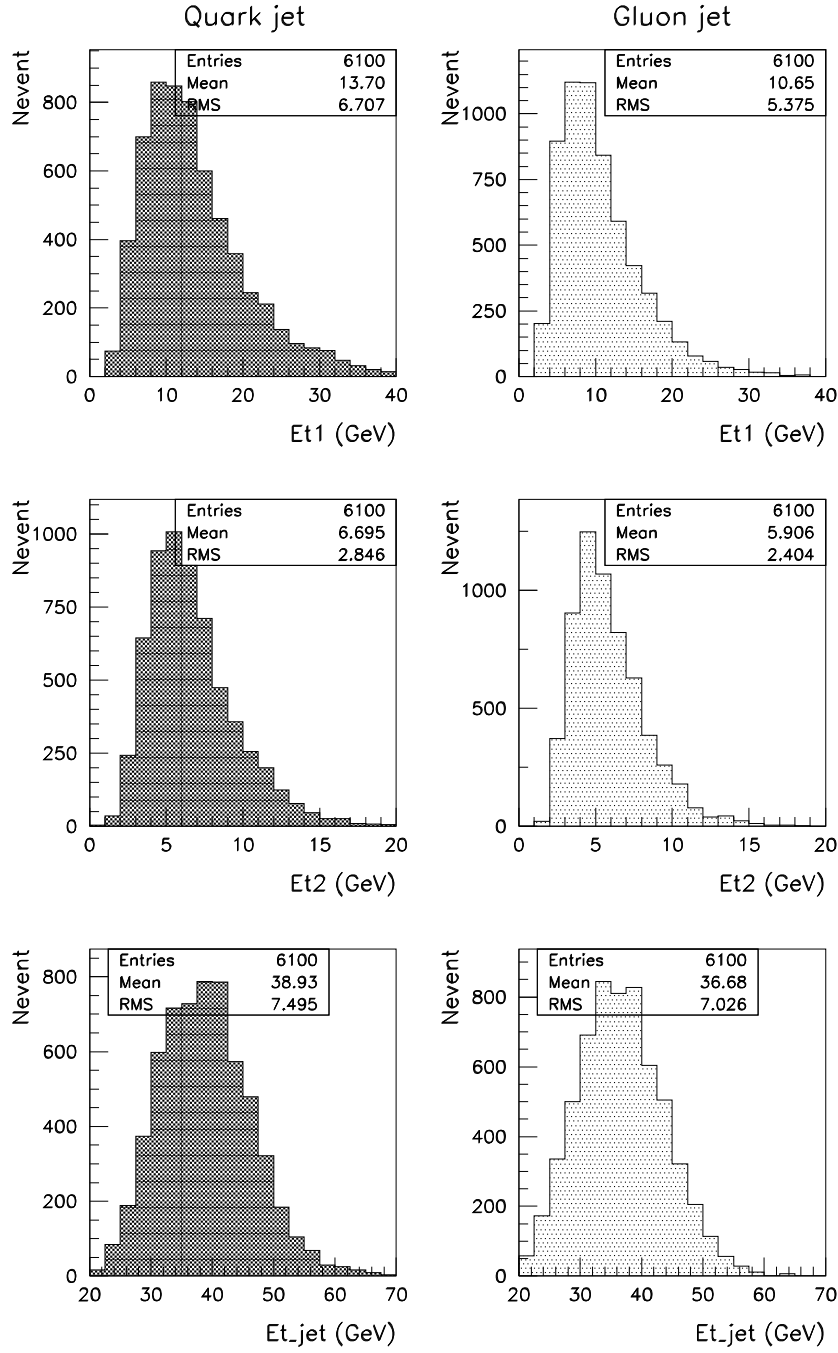 Quark jet
Gluon jet
Nevent
Entries 6100
Mean 13.70
RMS 6.707
800
600
400
200
0
0 10 20 30 40
Et1 (GeV)
Nevent
Entries 6100
Mean 10.65
RMS 5.375
1000
750
500
250
0
0 10 20 30 40
Et1 (GeV)
Nevent
Entries 6100
Mean 6.695
RMS 2.846
1000
750
500
250
0
0 5 10 15 20
Et2 (GeV)
Nevent
Entries 6100
Mean 5.906
RMS 2.404
1000
500
0
0 5 10 15 20
Et2 (GeV)
Nevent
Entries 6100
Mean 38.93
RMS 7.495
800
600
400
200
0
20 30 40 50 60 70
Et_jet (GeV)
Nevent
Entries 6100
Mean 36.68
RMS 7.026
800
600
400
200
0
20 30 40 50 60 70
Et_jet (GeV)